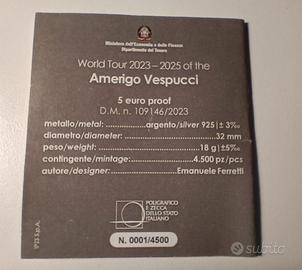 Ministero dell'Economia e delle Finanze
Dipartimento del Tesoro
World Tour 2023 – 2025 of the
Amerigo Vespucci
5 euro proof
D.M. n. 109146/2023
metallo/metal: argento/silver 925|± 3‰
diametro/diameter: 32 mm
peso/weight: 18 g|±5‰
contingente/mintage: 4.500 pz/pcs
autore/designer: Emanuele Ferretti
POLIGRAFICO
E ZECCA
DELLO STATO
ITALIANO
N. 0001/4500
S.p.A.
subito